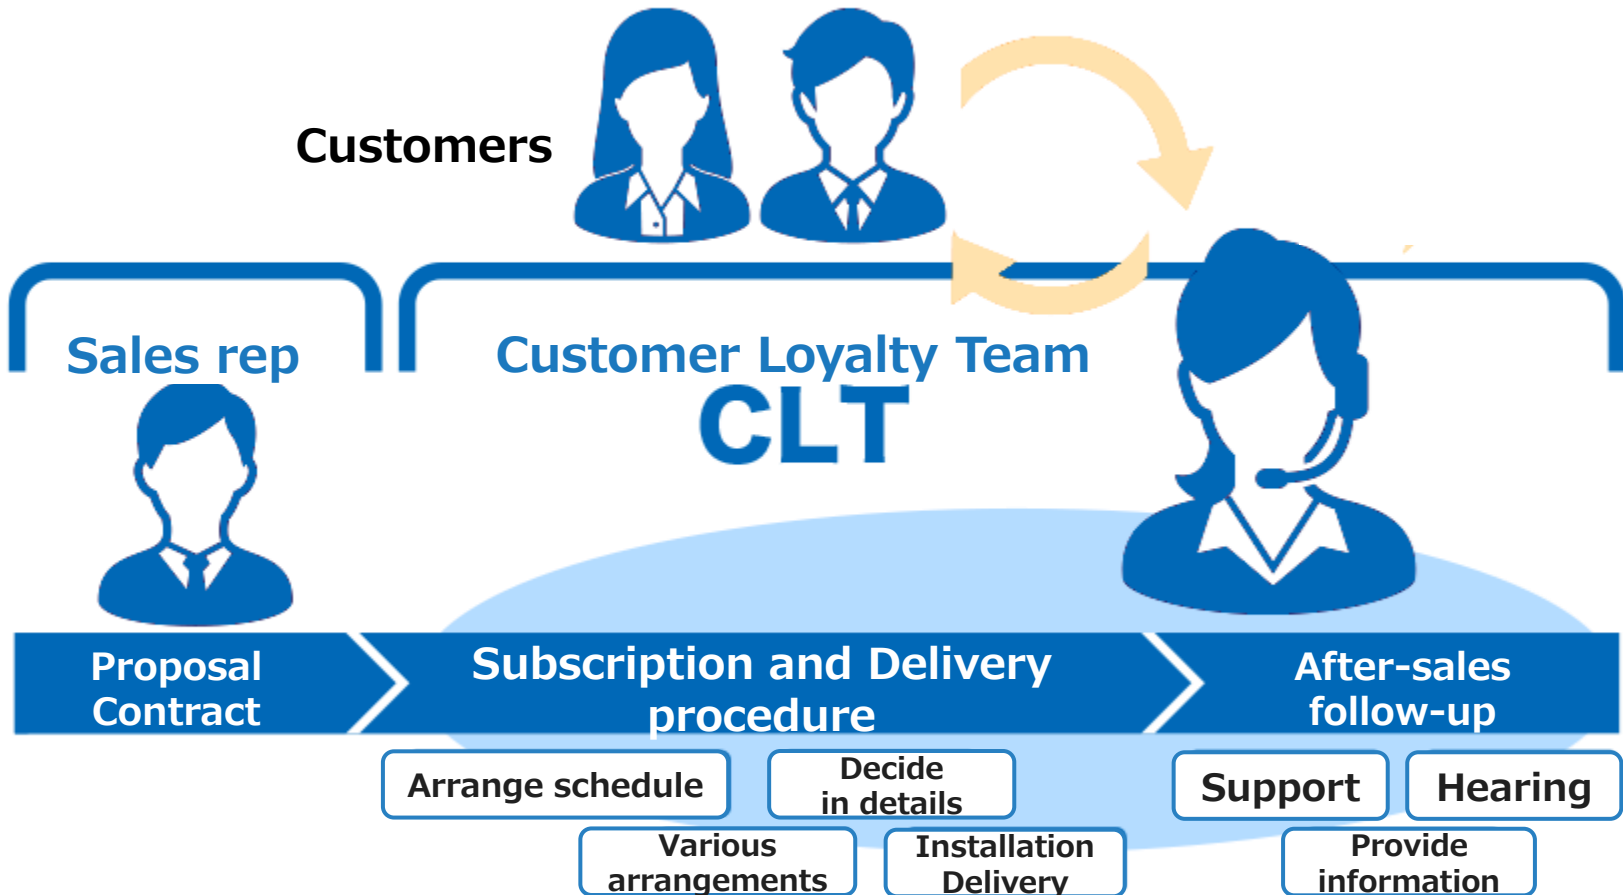 Customers
Sales rep
Customer Loyalty Team
CLT
Proposal
Contract
Subscription and Delivery
procedure
After-sales
follow-up
Arrange schedule
Decide
in details
Support
Hearing
Various
arrangements
Installation
Delivery
Provide
information